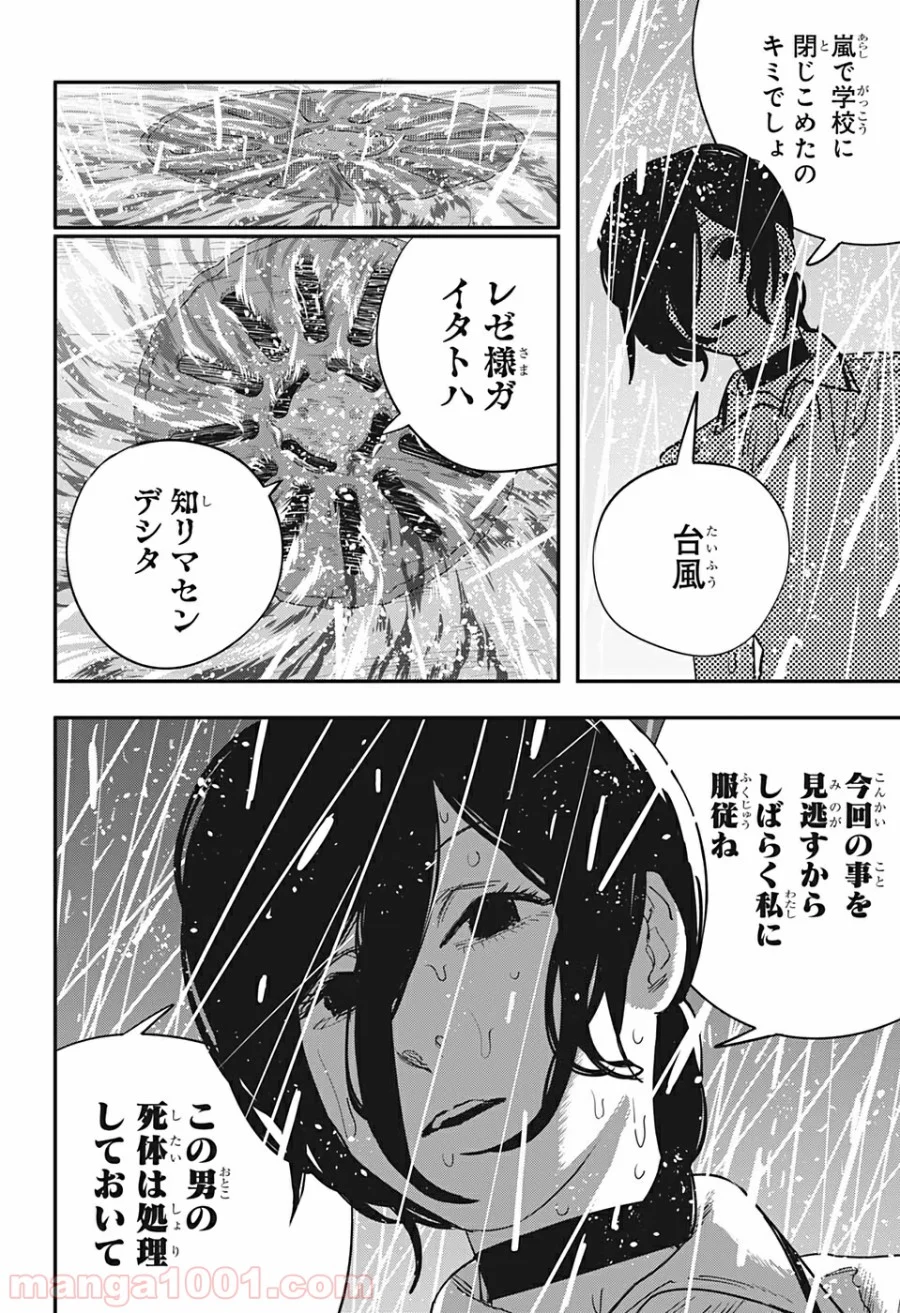 嵐で学校に
閉じこめたの
キミでしょ
台風
レゼ様ガ
イタトハ
知リマセン
デシタ
今回の事を
見逃すから
しばらく私に
服従ね
この男の
死体は処理
しておいて
manga1001.com